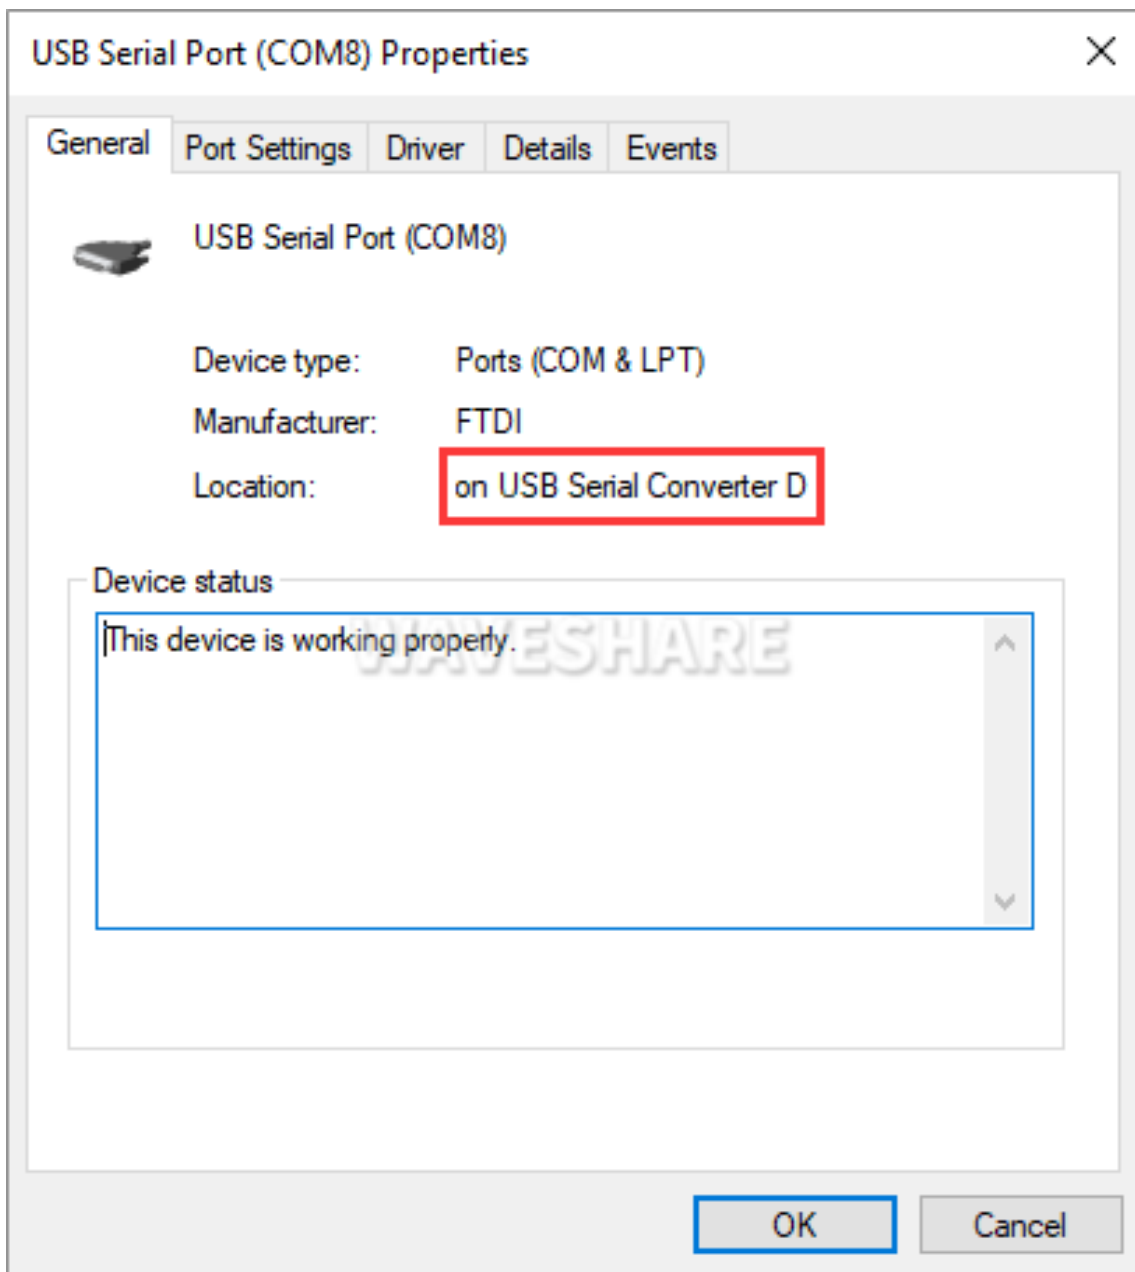 USB Serial Port (COM8) Properties
General Port Settings Driver Details Events
USB Serial Port (COM8)
Device type: Ports (COM & LPT)
Manufacturer: FTDI
Location: on USB Serial Converter D
Device status
This device is working properly.
WAVESHARE
OK Cancel